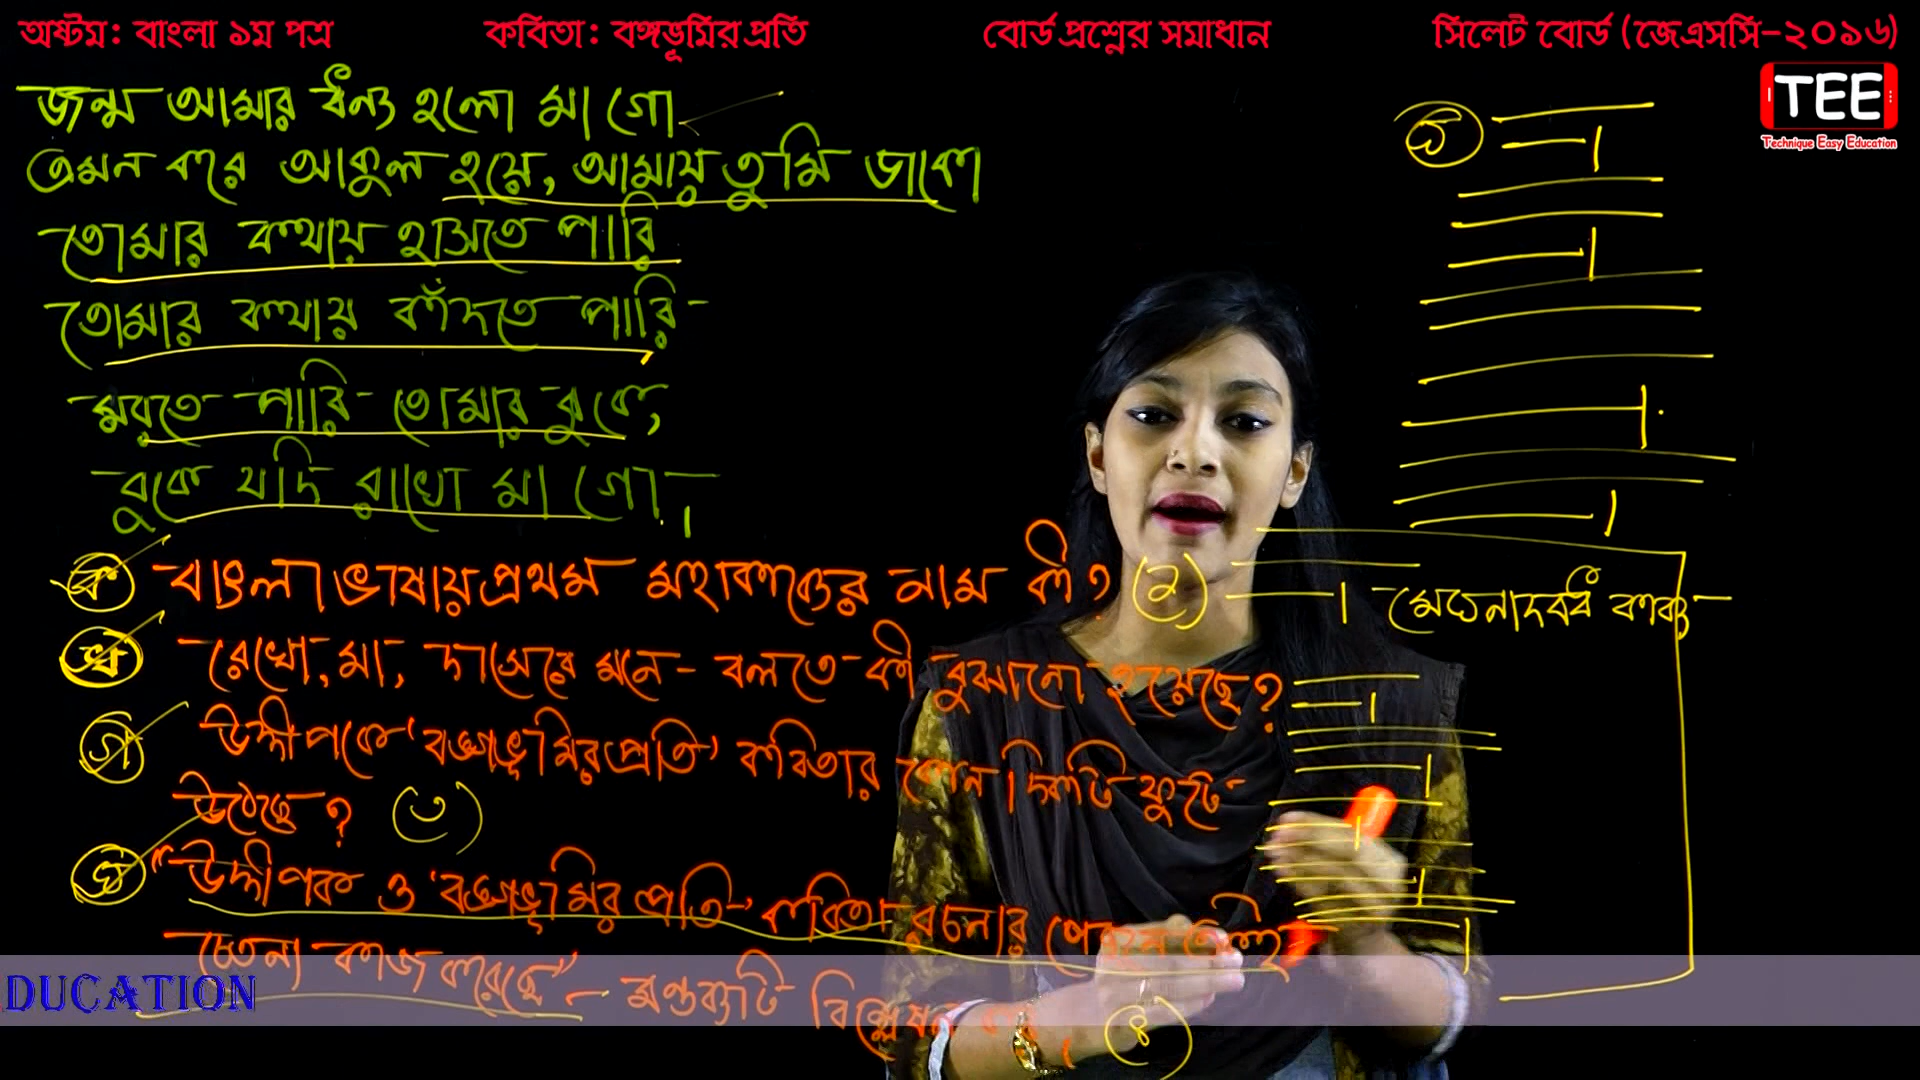 অষ্টম: বাংলা ১ম পত্র
কবিতা: বঙ্গভূমির প্রতি
বোর্ড প্রশ্নের সমাধান
সিলেট বোর্ড (জেএসসি-২০১৬)
TEE
Technique Easy Education
জন্ম আমার ধন্য হলো মা গো
এমন করে আকুল হয়ে, আমায় তুমি ডাকো
তোমার কথায় হাসতে পারি
তোমার কথায় কাঁদতে পারি
মরতে পারি তোমার বুকে,
বুকে যদি রাখো মা গো।
ক বাংলা ভাষায় প্রথম মহাকাব্যের নাম কী? মেঘনাদবধ কাব্য
খ রেখো, মা, দাসেরে মনে- বলতে কী বুঝানো হয়েছে?
গ উদ্দীপকে 'বঙ্গভূমির প্রতি' কবিতার কোন দিকটি ফুটে
উঠেছে? (৩)
ঘ "উদ্দীপক ও 'বঙ্গভূমির প্রতি' কবিতা রচনার পেছনে একই
চেতনা কাজ করেছে"- মন্তব্যটি বিশ্লেষণ (৪)
DUCATION